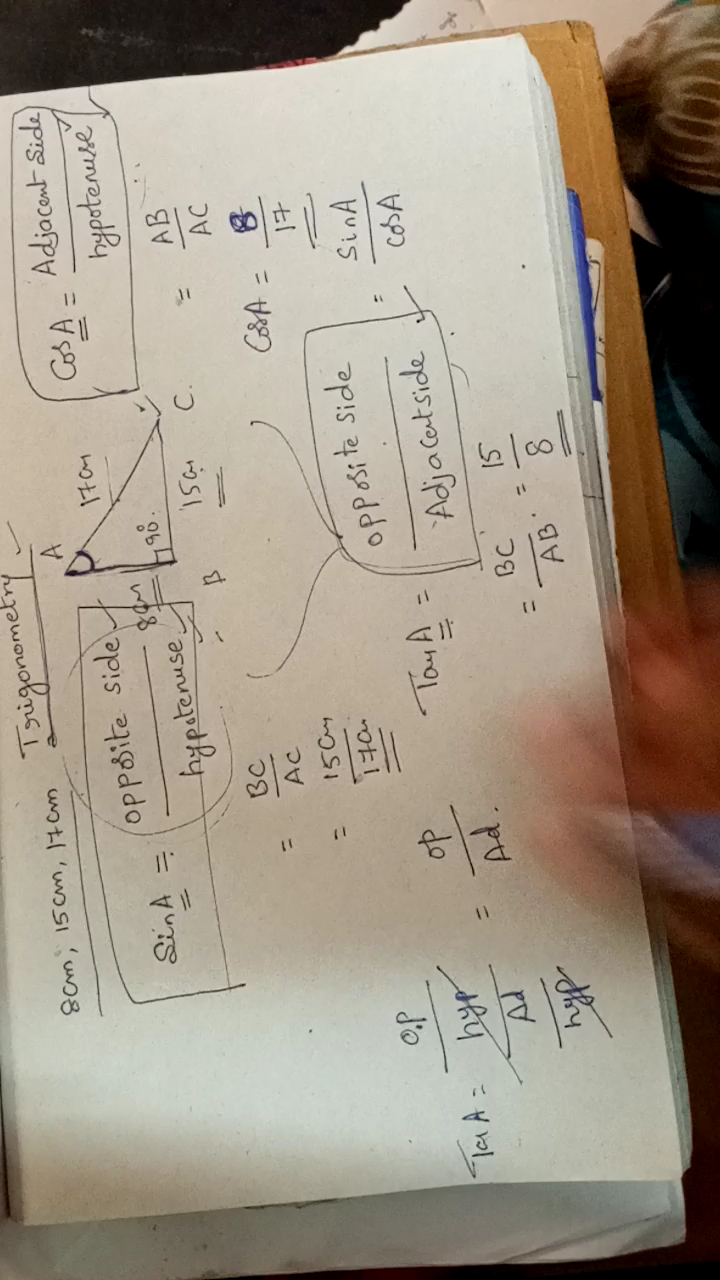 Trigonometry
8cm, 15cm, 17cm
A
17cm
8cm
90°
B
15cm
C
Sin A = opposite side
hypotenuse
= BC
AC
= 15cm
17cm
Cos A = Adjacent side
hypotenuse
= AB
AC
Cos A = 8
17
Tan A = opposite side
Adjacent side
= Sin A
Cos A
= BC
AB
= 15
8
Tan A = OP
hyp
Ad
hyp
= OP
Ad.